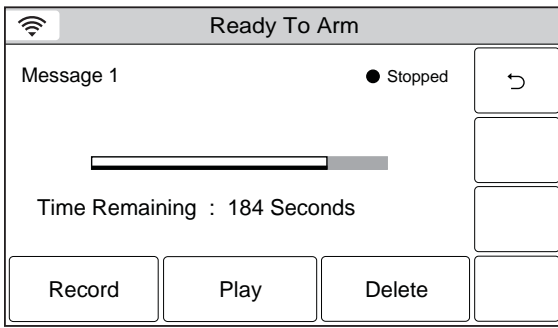 Ready To Arm
Message 1
Stopped
Time Remaining : 184 Seconds
Record
Play
Delete